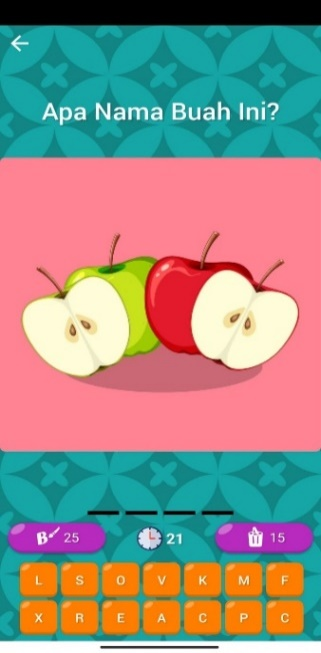 Apa Nama Buah Ini?
B 25
21
15
L S O V K M F
X R E A C P C